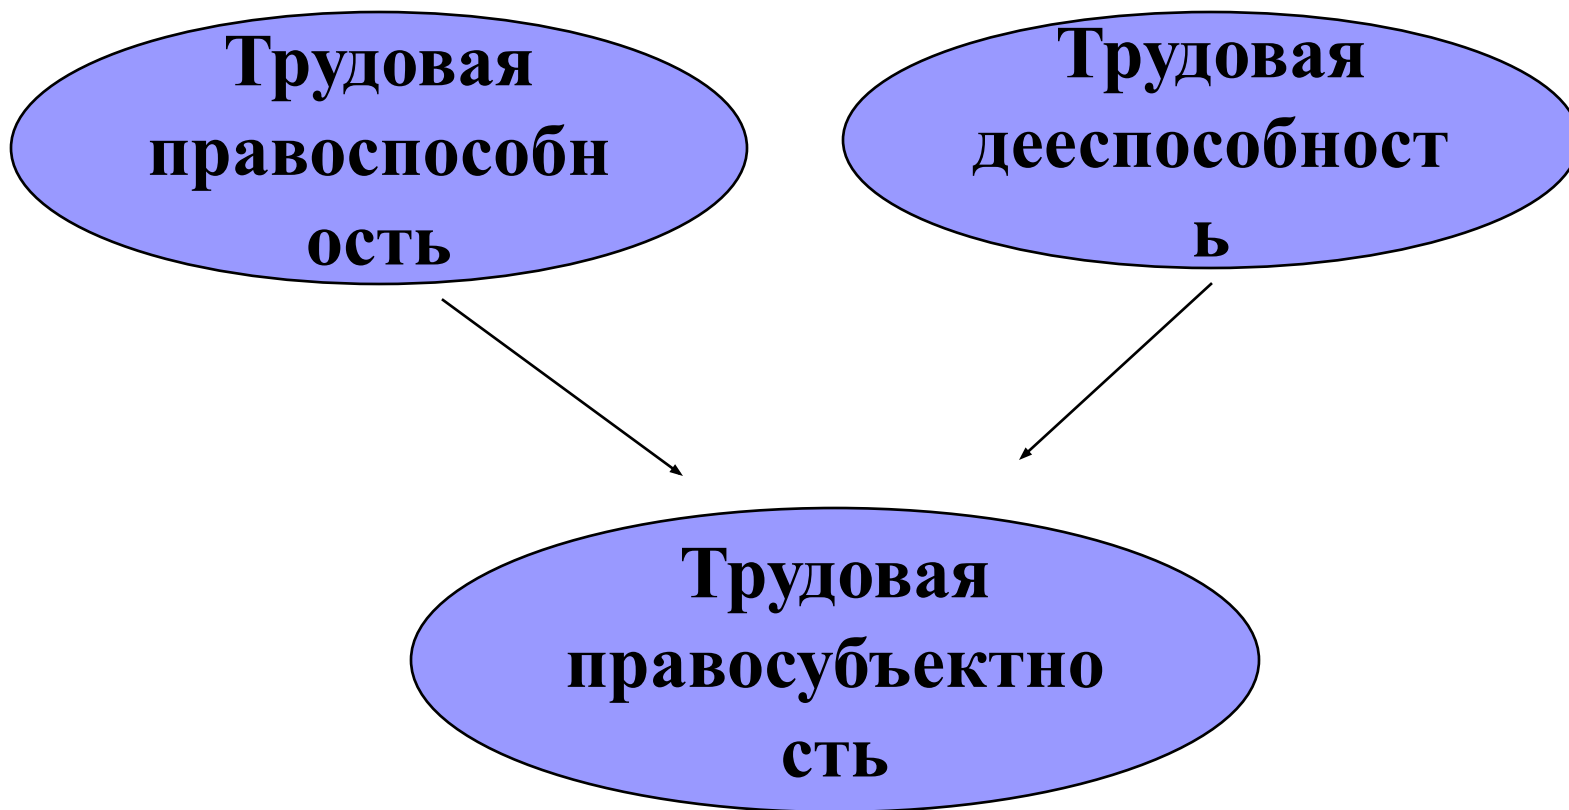 Трудовая
правоспособн
ость
Трудовая
дееспособност
ь
Трудовая
правосубъектно
сть